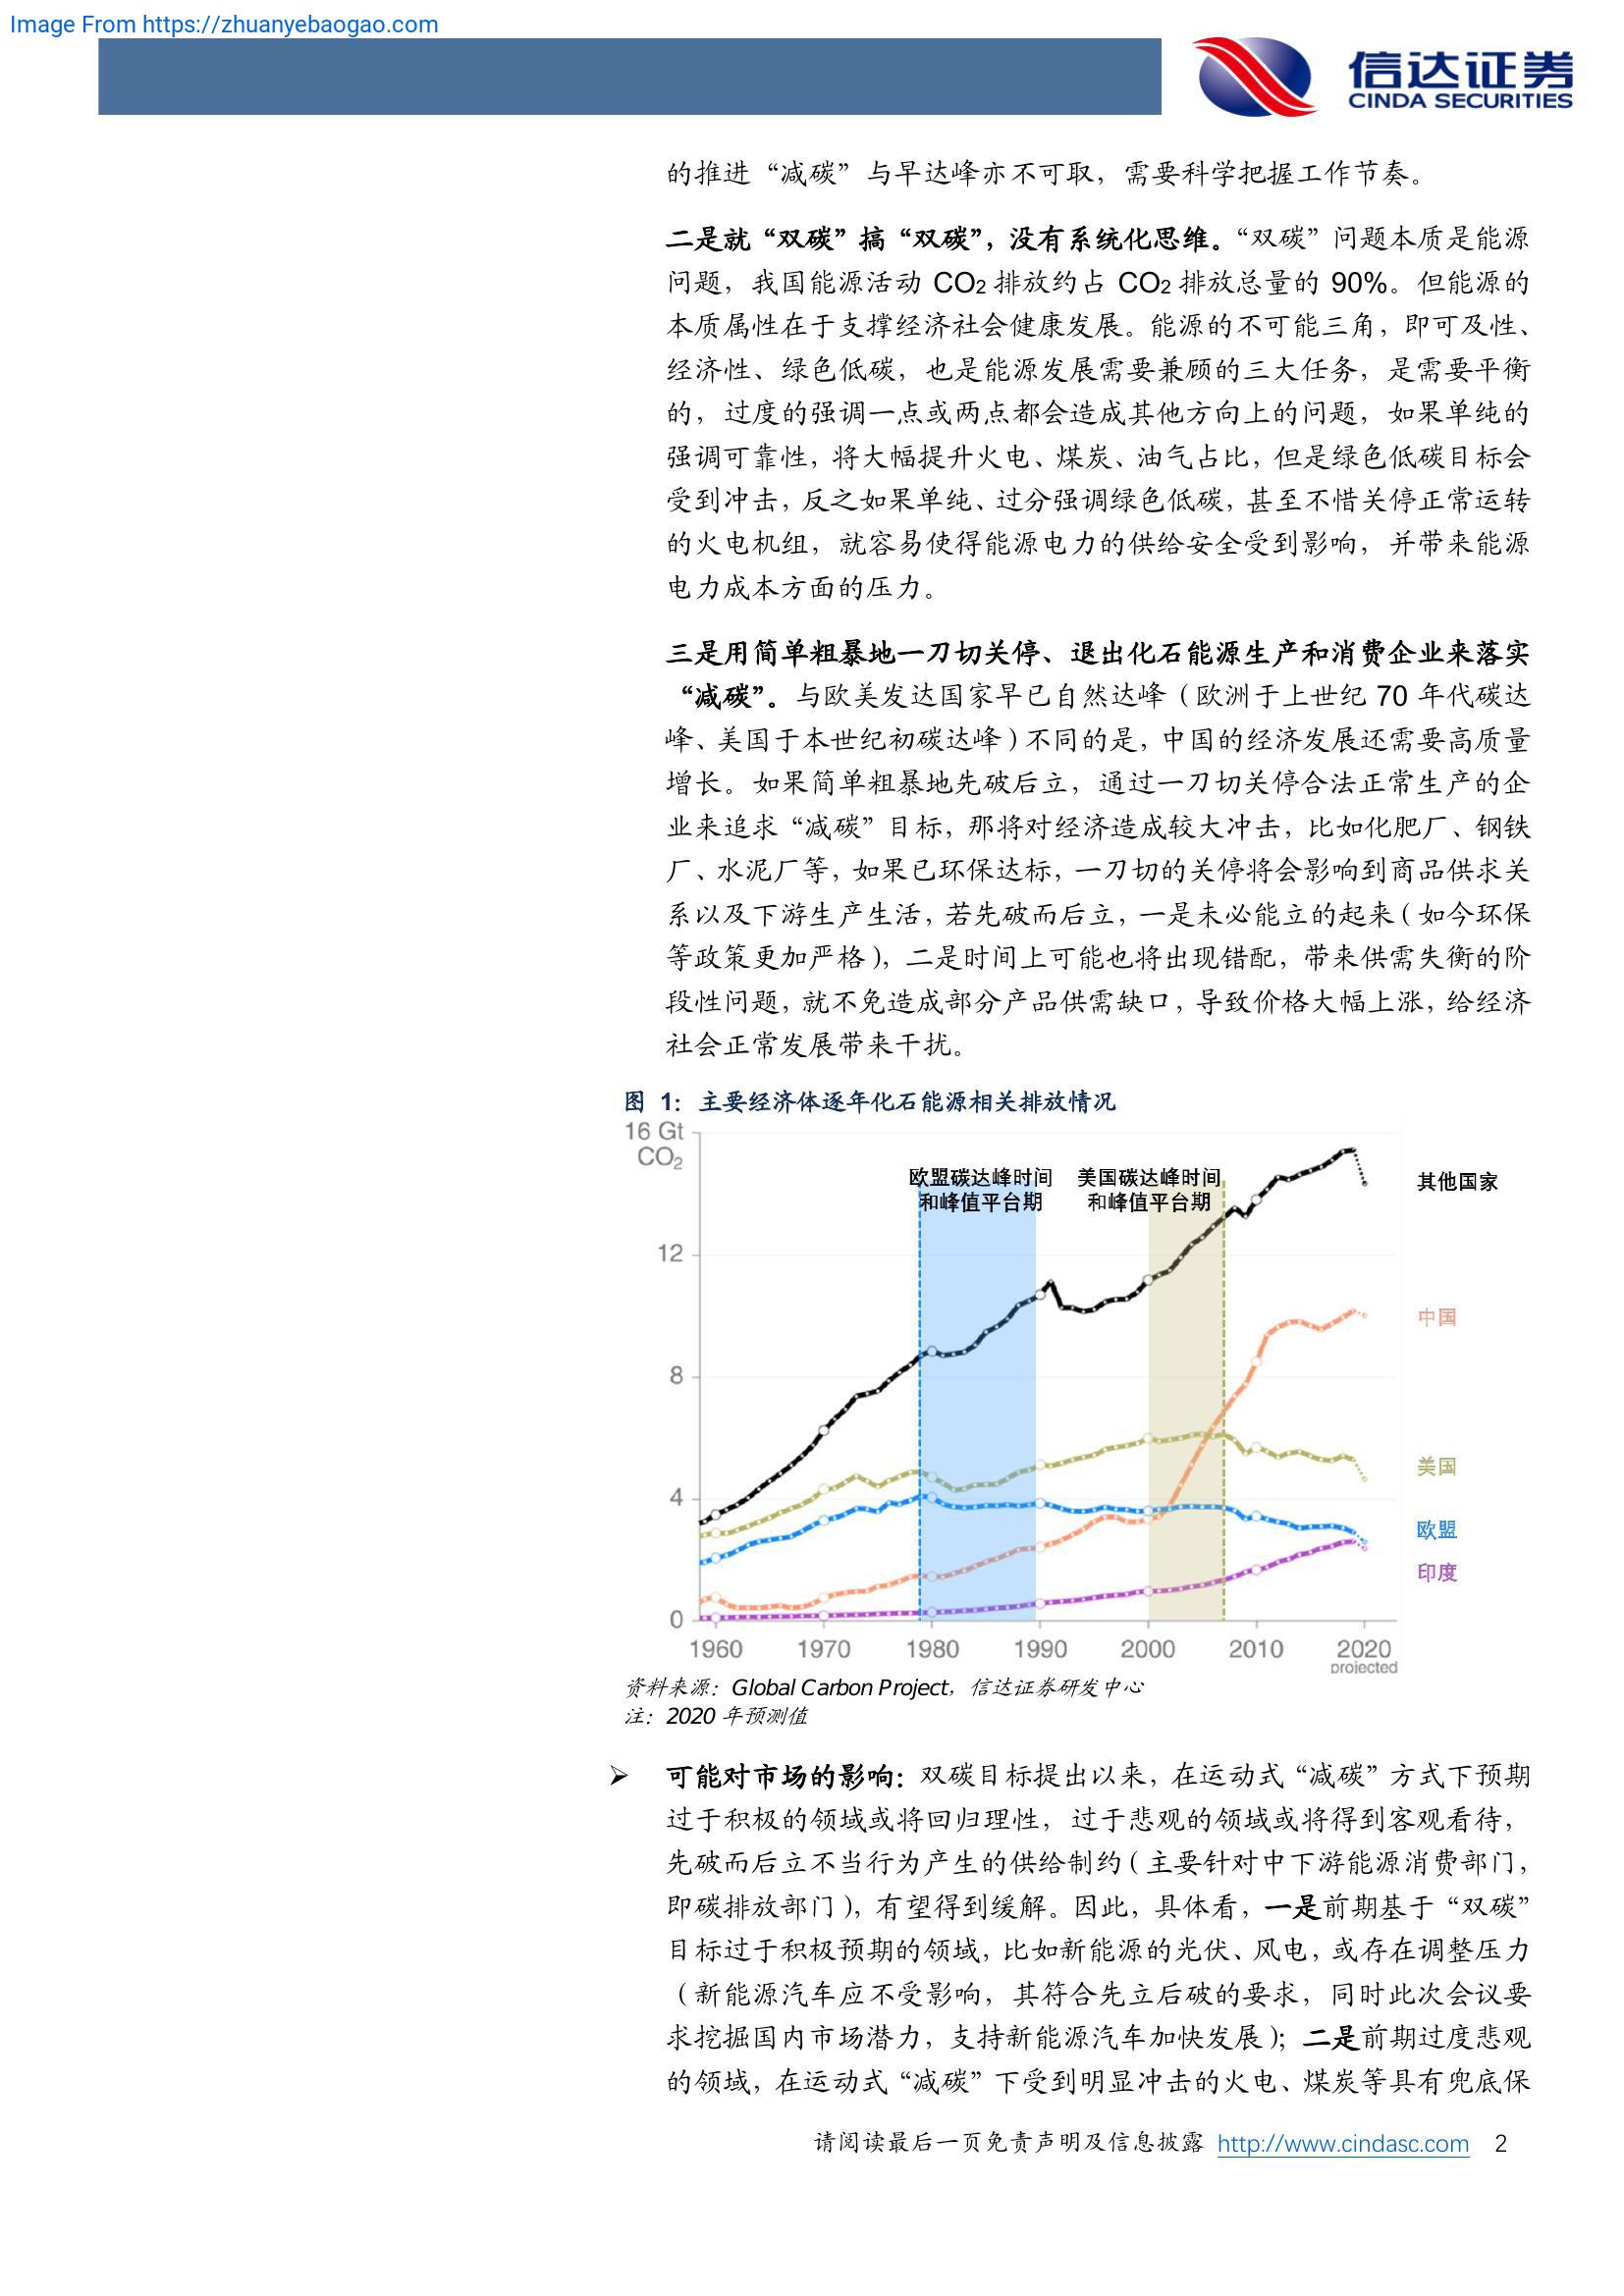 Image From https://zhuanyebaogao.com
信达证券
CINDA SECURITIES
的推进“减碳”与早达峰亦不可取，需要科学把握工作节奏。
二是就“双碳”搞“双碳”，没有系统化思维。“双碳”问题本质是能源
问题，我国能源活动 CO2 排放约占 CO2 排放总量的 90%。但能源的
本质属性在于支撑经济社会健康发展。能源的不可能三角，即可及性、
经济性、绿色低碳，也是能源发展需要兼顾的三大任务，是需要平衡
的，过度的强调一点或两点都会造成其他方向上的问题，如果单纯的
强调可靠性，将大幅提升火电、煤炭、油气占比，但是绿色低碳目标会
受到冲击，反之如果单纯、过分强调绿色低碳，甚至不惜关停正常运转
的火电机组，就容易使得能源电力的供给安全受到影响，并带来能源
电力成本方面的压力。
三是用简单粗暴地一刀切关停、退出化石能源生产和消费企业来落实
“减碳”。与欧美发达国家早已自然达峰（欧洲于上世纪 70 年代碳达
峰、美国于本世纪初碳达峰）不同的是，中国的经济发展还需要高质量
增长。如果简单粗暴地先破后立，通过一刀切关停合法正常生产的企
业来追求“减碳”目标，那将对经济造成较大冲击，比如化肥厂、钢铁
厂、水泥厂等，如果已环保达标，一刀切的关停将会影响到商品供求关
系以及下游生产生活，若先破而后立，一是未必能立的起来（如今环保
等政策更加严格），二是时间上可能也将出现错配，带来供需失衡的阶
段性问题，就不免造成部分产品供需缺口，导致价格大幅上涨，给经济
社会正常发展带来干扰。
图 1：主要经济体逐年化石能源相关排放情况
16 Gt
CO2
欧盟碳达峰时间
和峰值平台期
美国碳达峰时间
和峰值平台期
其他国家
12
中国
8
美国
4
欧盟
印度
0
1960 1970 1980 1990 2000 2010 2020
projected
资料来源：Global Carbon Project，信达证券研发中心
注：2020 年预测值
➢ 可能对市场的影响：双碳目标提出以来，在运动式“减碳”方式下预期
过于积极的领域或将回归理性，过于悲观的领域或将得到客观看待，
先破而后立不当行为产生的供给制约（主要针对中下游能源消费部门，
即碳排放部门），有望得到缓解。因此，具体看，一是前期基于“双碳”
目标过于积极预期的领域，比如新能源的光伏、风电，或存在调整压力
（新能源汽车应不受影响，其符合先立后破的要求，同时此次会议要
求挖掘国内市场潜力，支持新能源汽车加快发展）；二是前期过度悲观
的领域，在运动式“减碳”下受到明显冲击的火电、煤炭等具有兜底保
请阅读最后一页免责声明及信息披露 http://www.cindasc.com 2